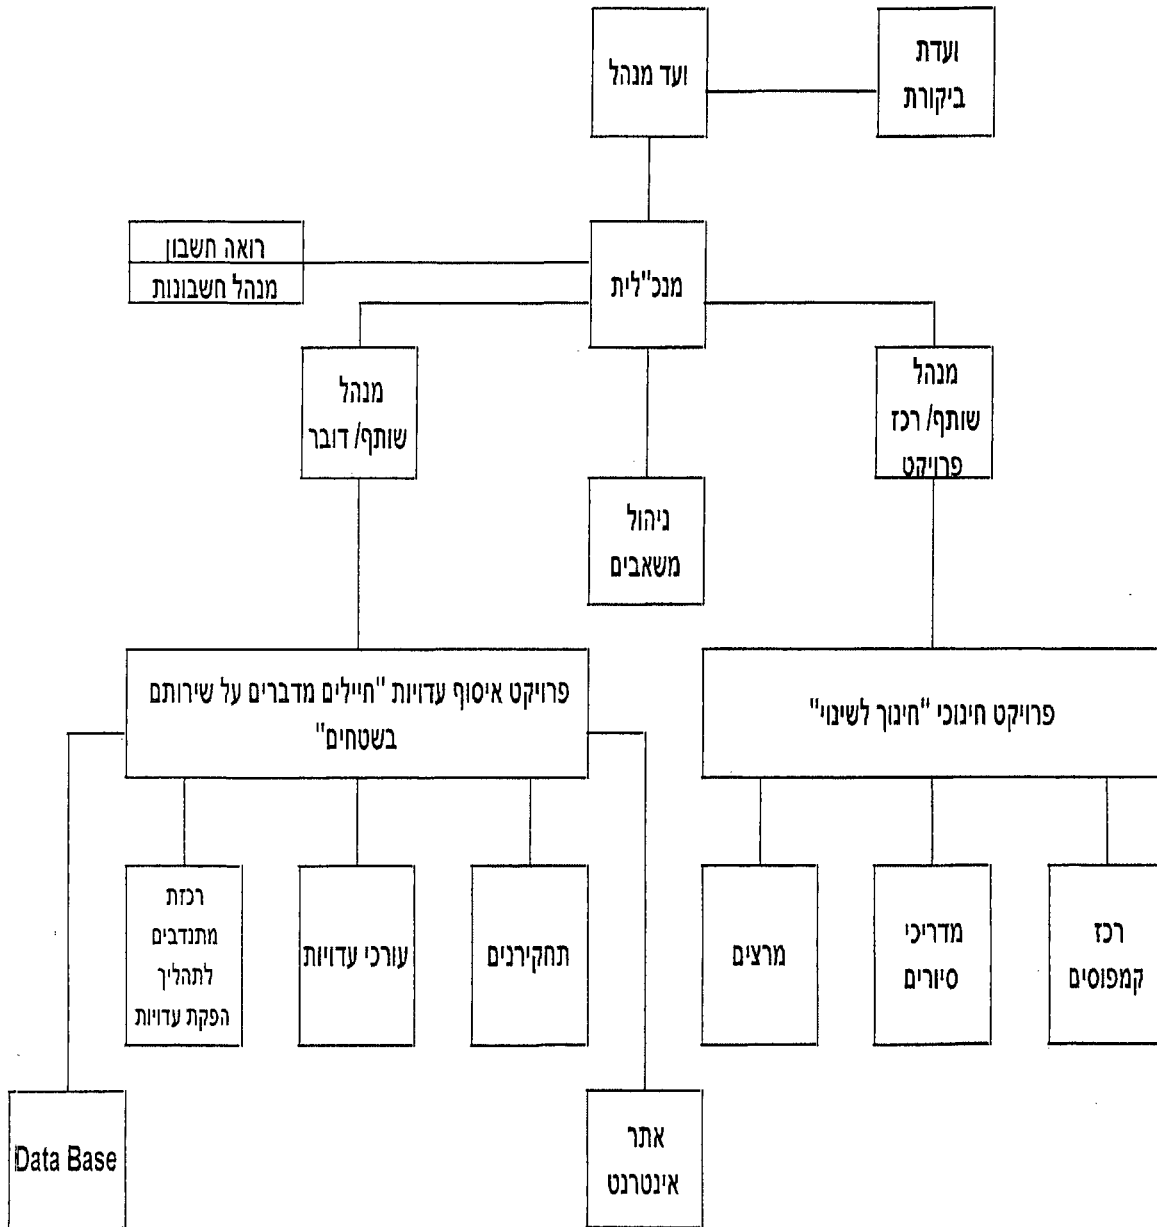 ועדת
ביקורת
ועד מנהל
רואה חשבון
מנהל חשבונות
מנכ"לית
מנהל
שותף/ רכז
פרויקט
מנהל
שותף/ דובר
ניהול
משאבים
פרויקט חינוכי "חינוך לשינוי"
פרויקט איסוף עדויות "חיילים מדברים על שירותם
בשטחים"
רכז
קמפוסים
מדריכי
סיורים
מרצים
תחקירנים
עורכי עדויות
רכזת
מתנדבים
לתהליך
הפקת עדויות
אתר
אינטרנט
Data Base